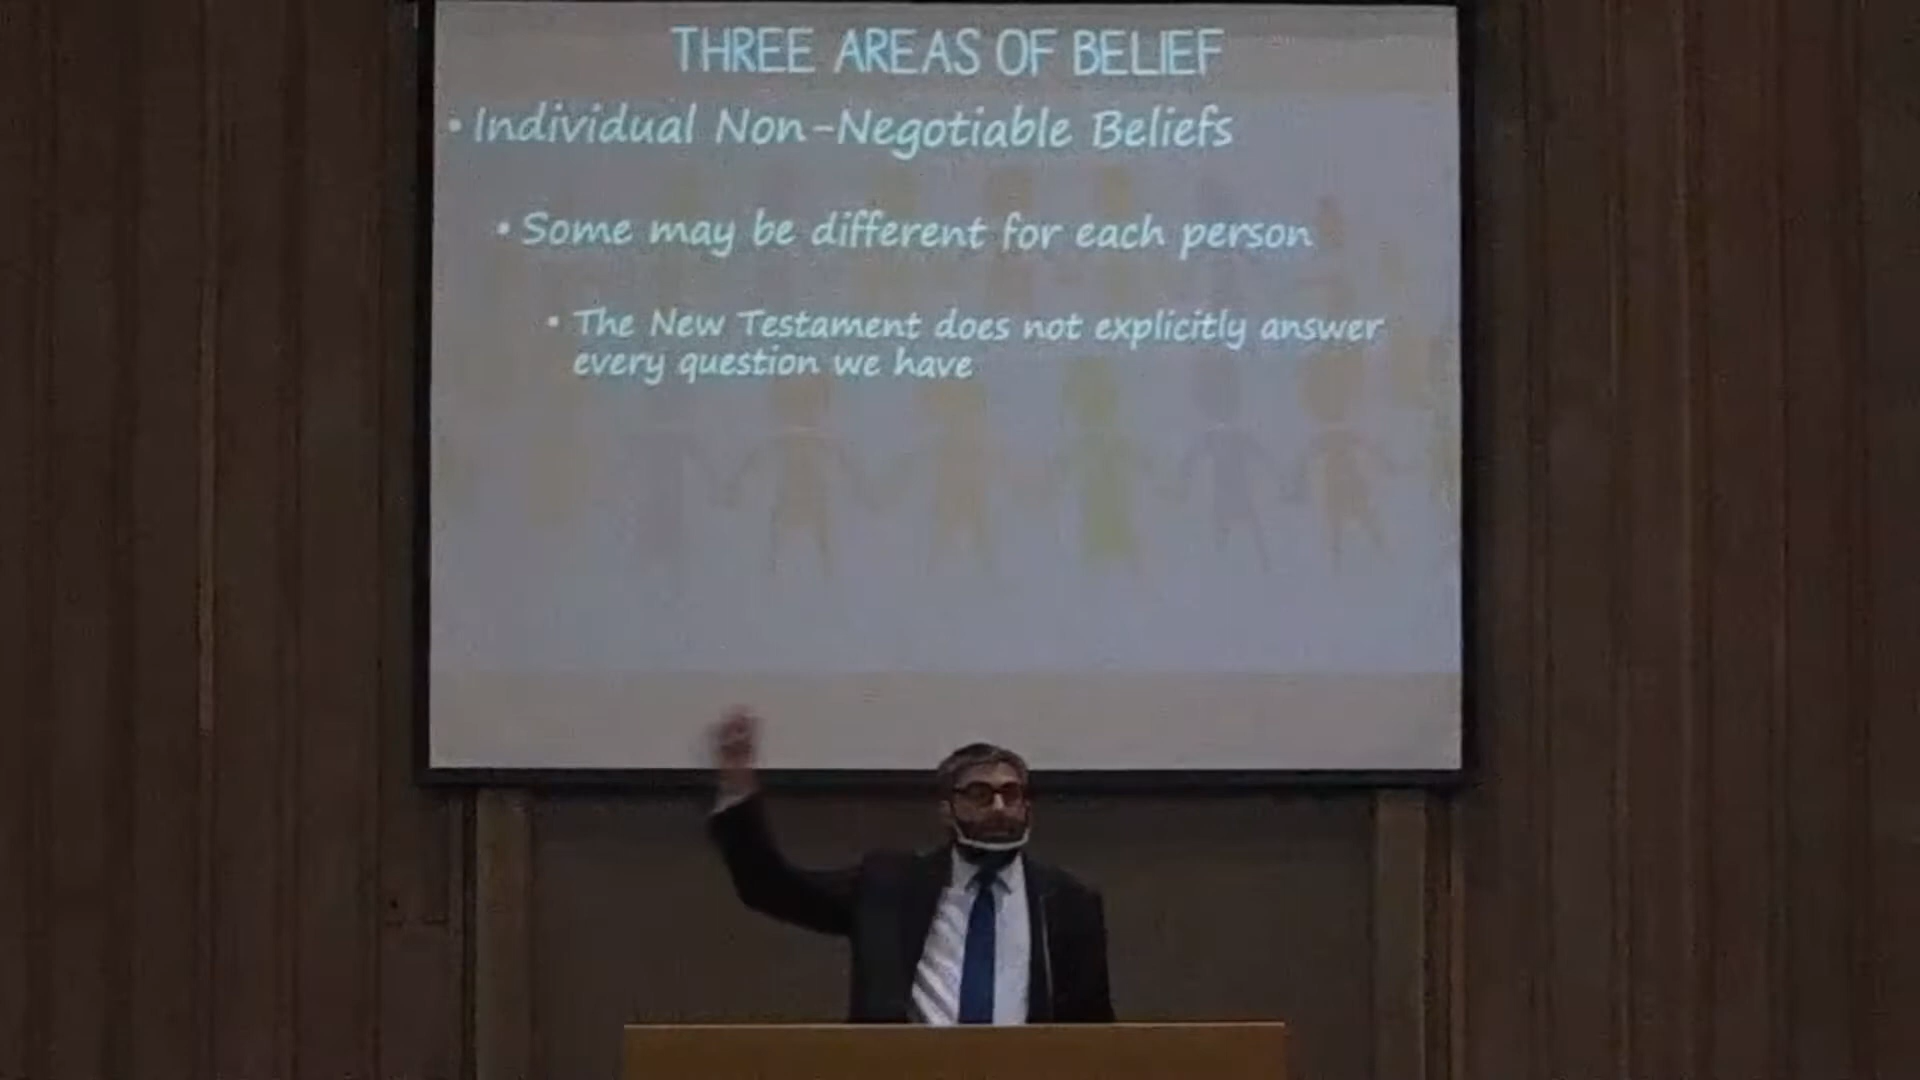 THREE AREAS OF BELIEF
• Individual Non-Negotiable Beliefs
• Some may be different for each person
• The New Testament does not explicitly answer
every question we have